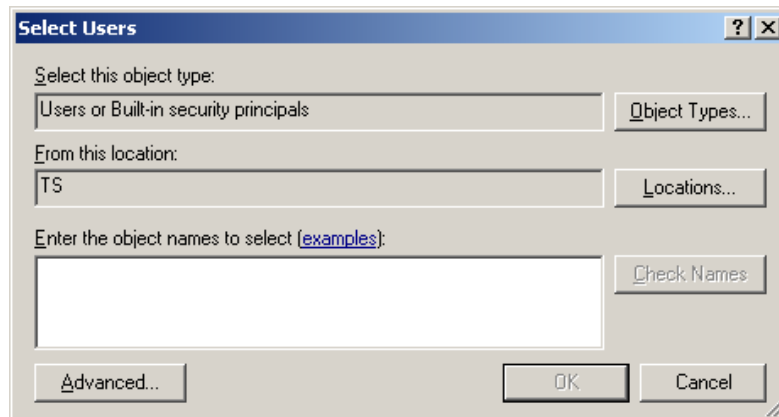 Select Users
Select this object type:
Users or Built-in security principals
Object Types...
From this location:
TS
Locations...
Enter the object names to select (examples):
Check Names
Advanced...
OK
Cancel